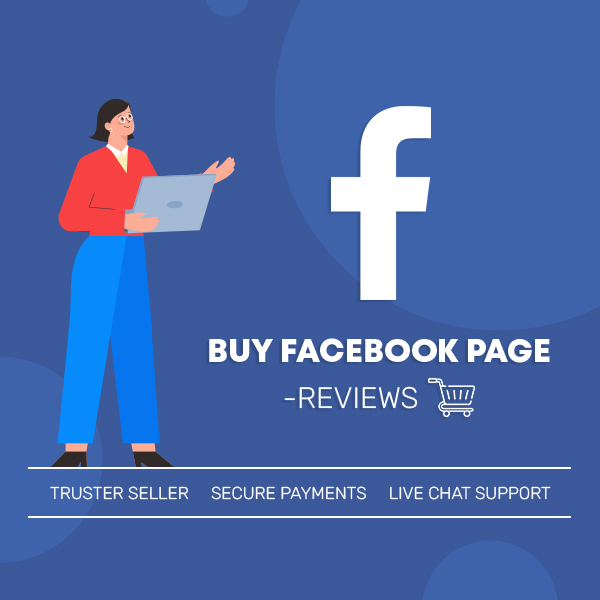 BUY FACEBOOK PAGE
-REVIEWS
TRUSTER SELLER SECURE PAYMENTS LIVE CHAT SUPPORT